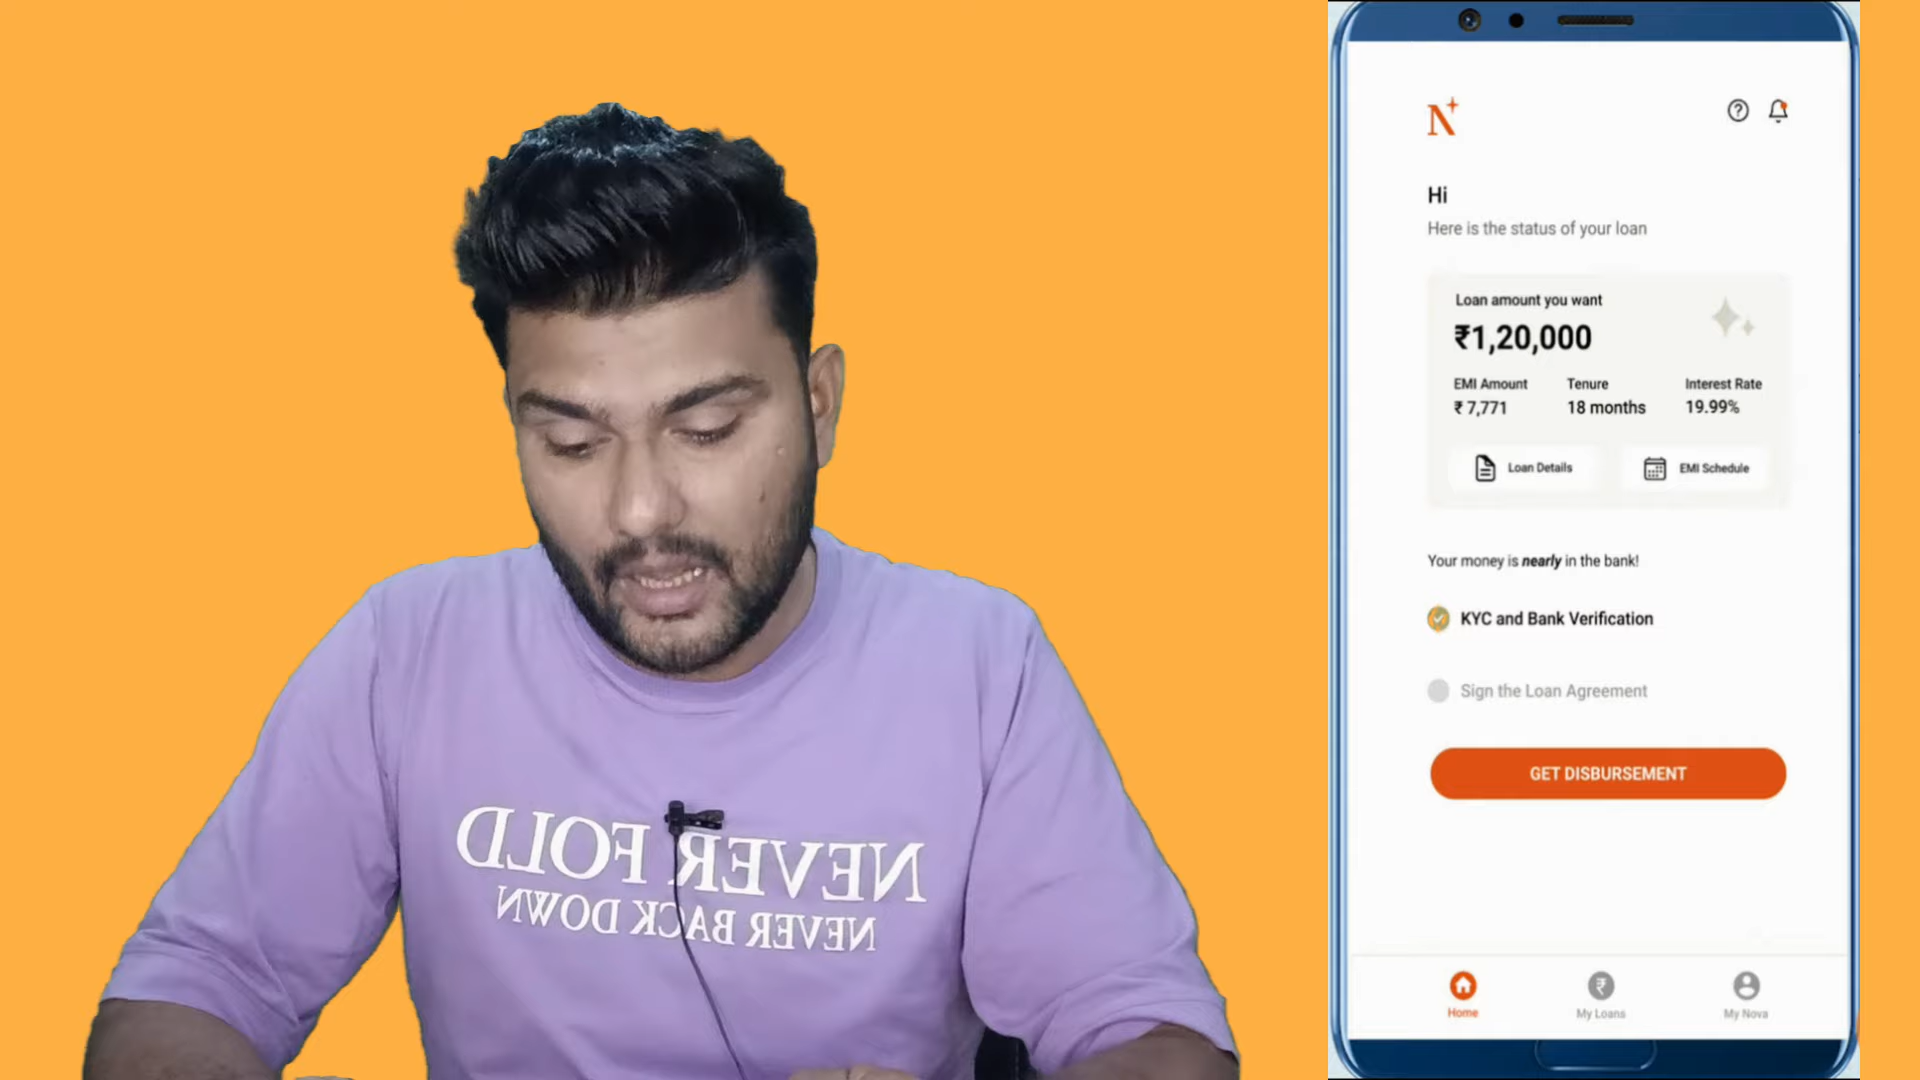 NEVER FOLD
NEVER BACK DOWN
N
Hi
Here is the status of your loan
Loan amount you want
₹1,20,000
EMI Amount Tenure Interest Rate
₹ 7,771 18 months 19.99%
Loan Details EMI Schedule
Your money is nearly in the bank!
KYC and Bank Verification
Sign the Loan Agreement
GET DISBURSEMENT
Home My Loans My Nova